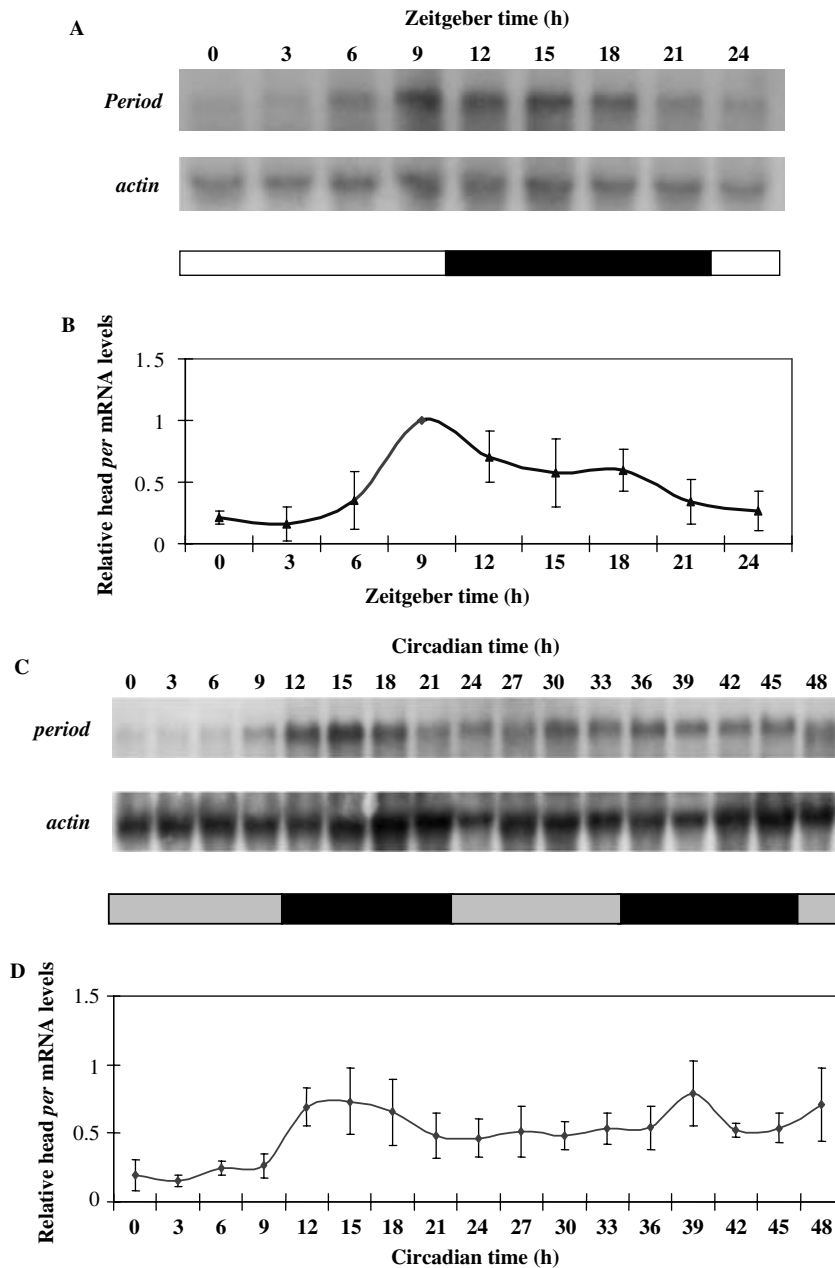 A
Zeitgeber time (h)
0 3 6 9 12 15 18 21 24
Period
actin
B
Relative head per mRNA levels
1.5
1
0.5
0
0 3 6 9 12 15 18 21 24
Zeitgeber time (h)
C
Circadian time (h)
0 3 6 9 12 15 18 21 24 27 30 33 36 39 42 45 48
period
actin
D
Relative head per mRNA levels
1.5
1
0.5
0
0 3 6 9 12 15 18 21 24 27 30 33 36 39 42 45 48
Circadian time (h)